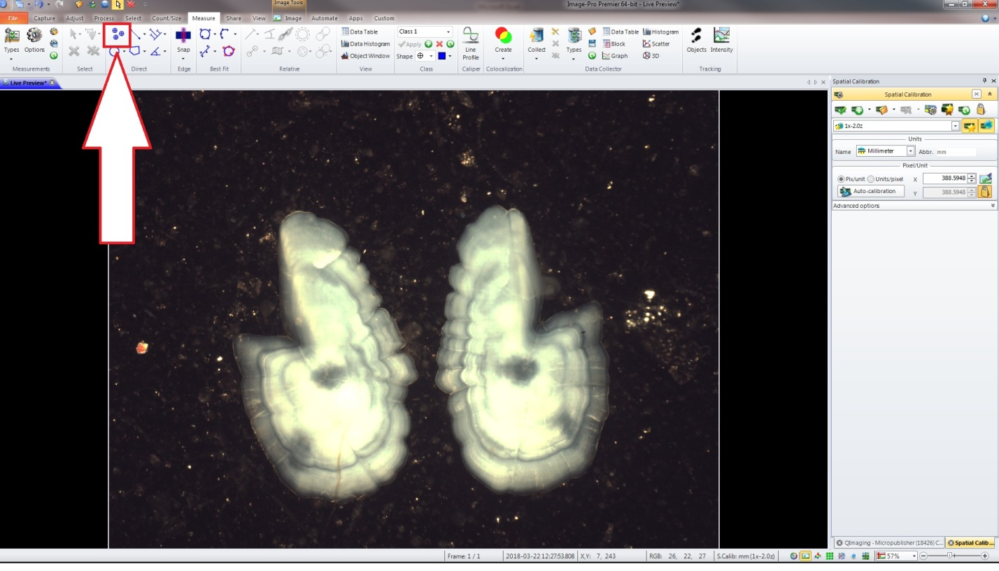 Image Tools
Image-Pro Premier 64-bit - Live Preview*
File Capture Adjust Process Select Count/Size Measure Share View Image Automate Apps Custom
Types Options Snap Data Table Class 1 Line Profile Create Collect Types Data Table Histogram Objects Intensity
Data Histogram Apply Block Scatter
Object Window Shape Graph 3D
Measurements Select Direct Edge Best Fit Relative View Class Caliper Colocalization Data Collector Tracking
Live Preview*
Spatial Calibration
Spatial Calibration
1x-2.0z
Units
Name Millimeter Abbr. mm
Pixel/Unit
Pix/unit Units/pixel X 388.5948
Auto-calibration Y 388.5948
Advanced options
QImaging - Micropublisher (18426) C... Spatial Calib...
Frame: 1 / 1 2018-03-22 12:27:53.808 X,Y: 7, 243 RGB: 26, 22, 27 S.Calib: mm (1x-2.0z) 57%